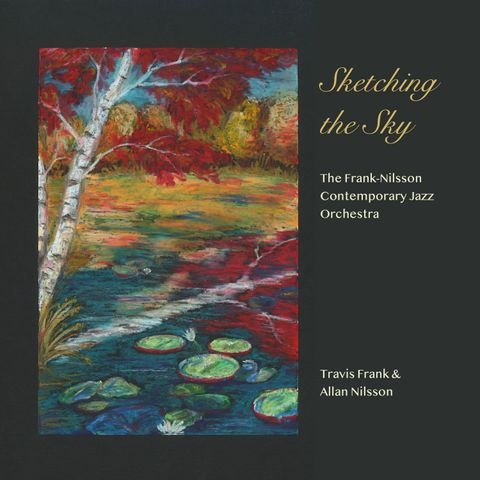 Sketching
the Sky
The Frank-Nilsson
Contemporary Jazz
Orchestra
Travis Frank &
Allan Nilsson